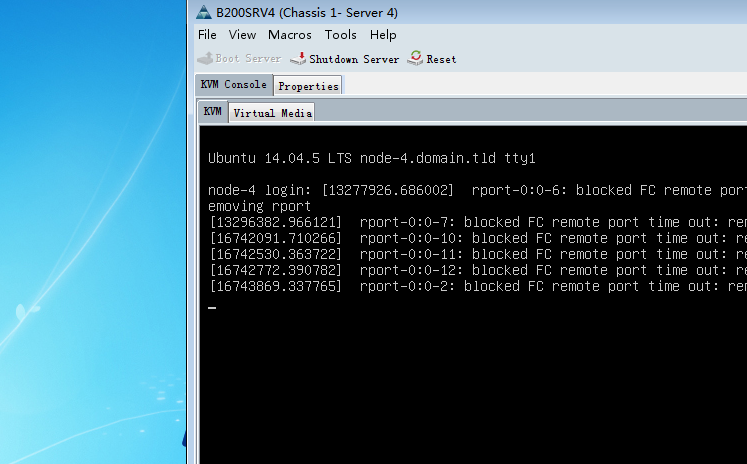 B200SRV4 (Chassis 1- Server 4)
File View Macros Tools Help
Boot Server Shutdown Server Reset
KVM Console Properties
KVM Virtual Media
Ubuntu 14.04.5 LTS node-4.domain.tld tty1
node-4 login: [13277926.686002] rport-0:0-6: blocked FC remote por
emoving rport
[13296382.966121] rport-0:0-7: blocked FC remote port time out: re
[16742091.710266] rport-0:0-10: blocked FC remote port time out: r
[16742530.363722] rport-0:0-11: blocked FC remote port time out: r
[16742772.390782] rport-0:0-12: blocked FC remote port time out: r
[16743869.337765] rport-0:0-2: blocked FC remote port time out: re